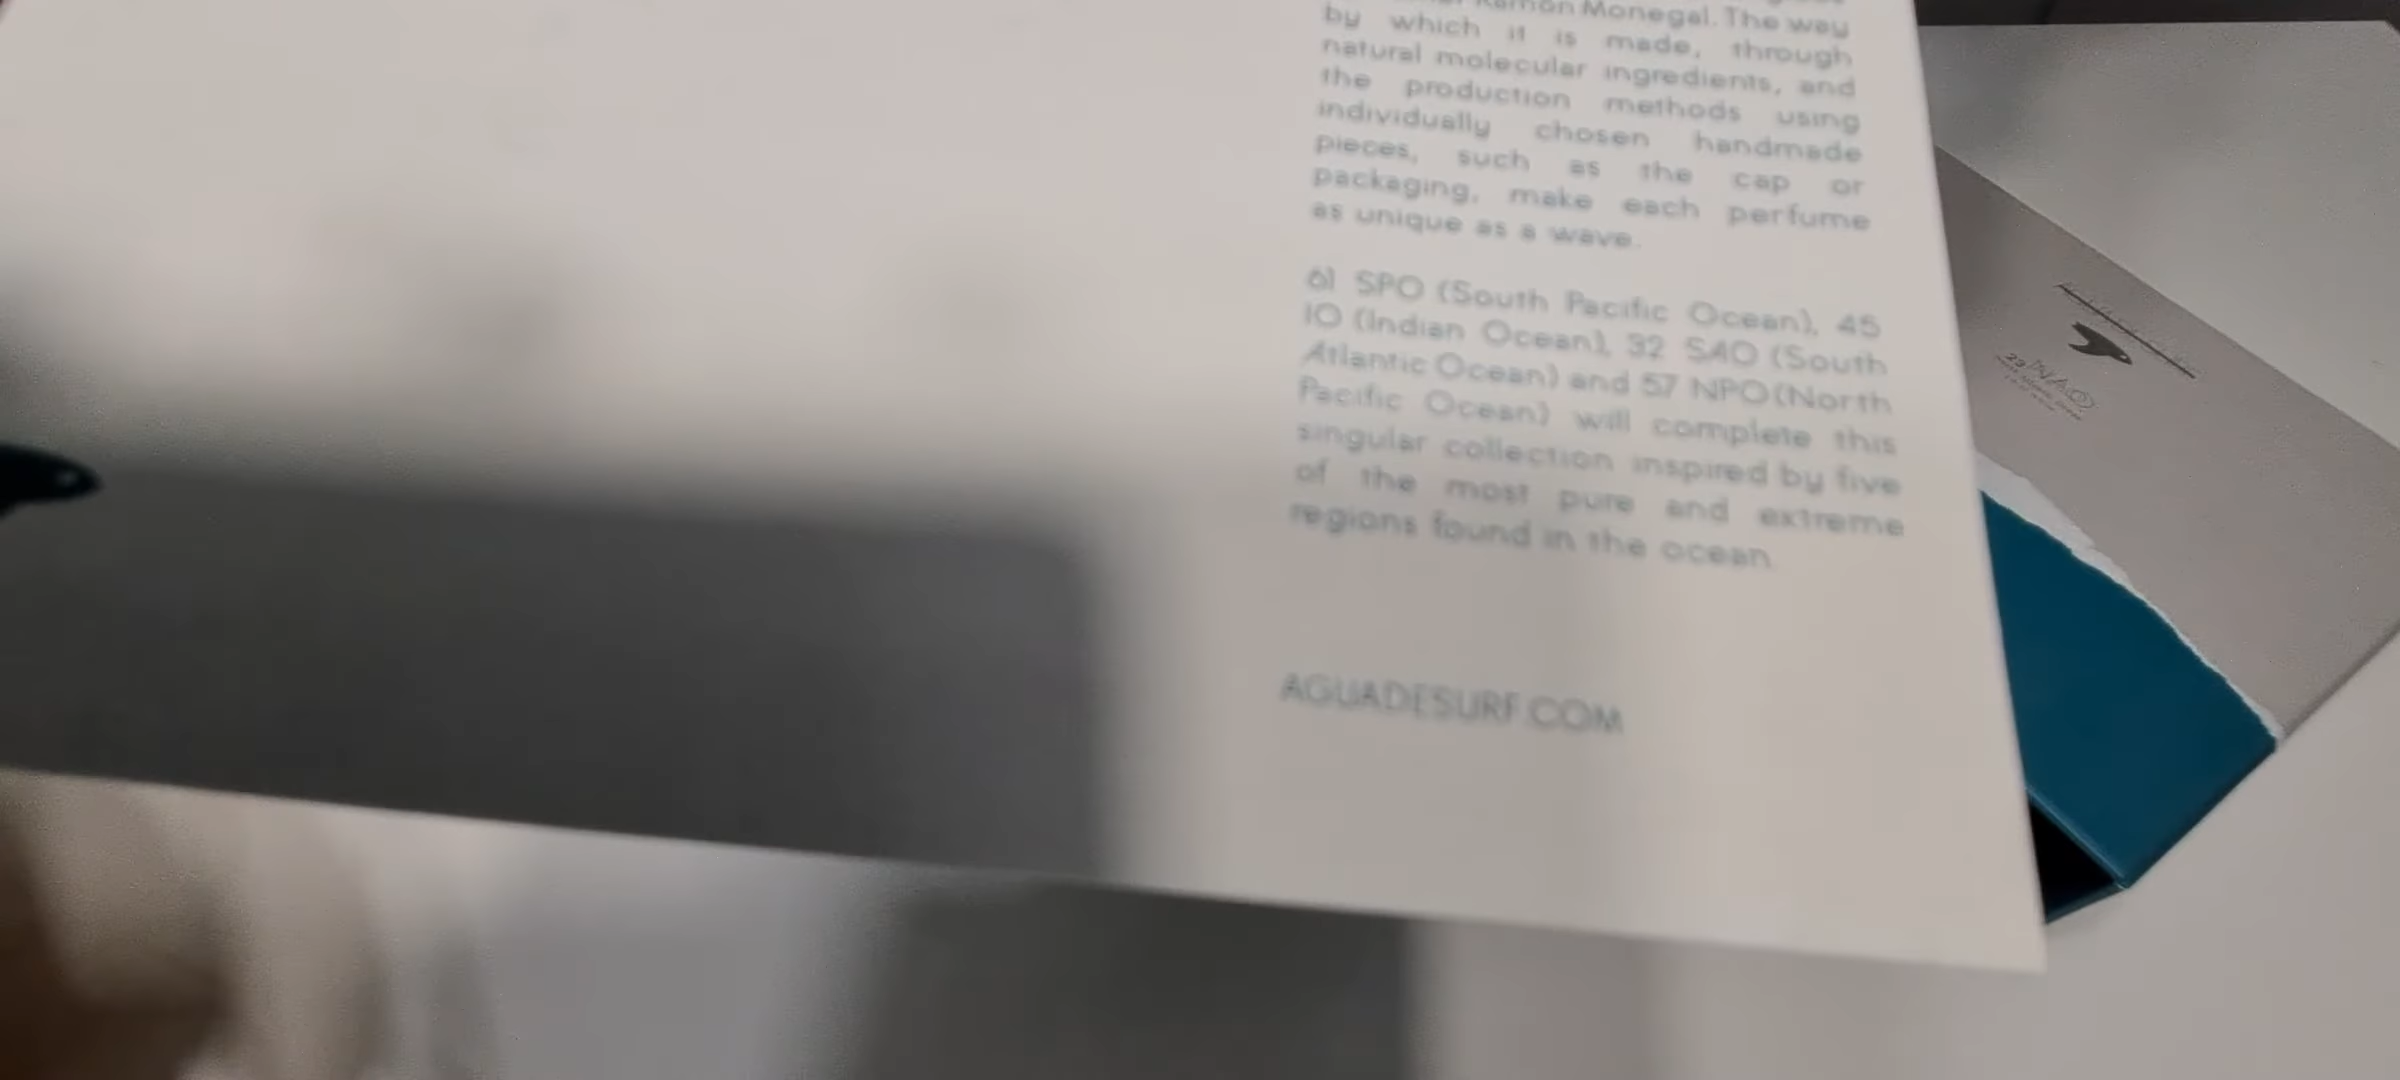 Ramón Monegal. The way
by which it is made, through
natural molecular ingredients, and
the production methods using
individually chosen handmade
pieces, such as the cap or
packaging, make each perfume
as unique as a wave.
61 SPO (South Pacific Ocean), 45
IO (Indian Ocean), 32 SAO (South
Atlantic Ocean) and 57 NPO (North
Pacific Ocean) will complete this
singular collection inspired by five
of the most pure and extreme
regions found in the ocean.
AGUADESURF.COM
23 NAO